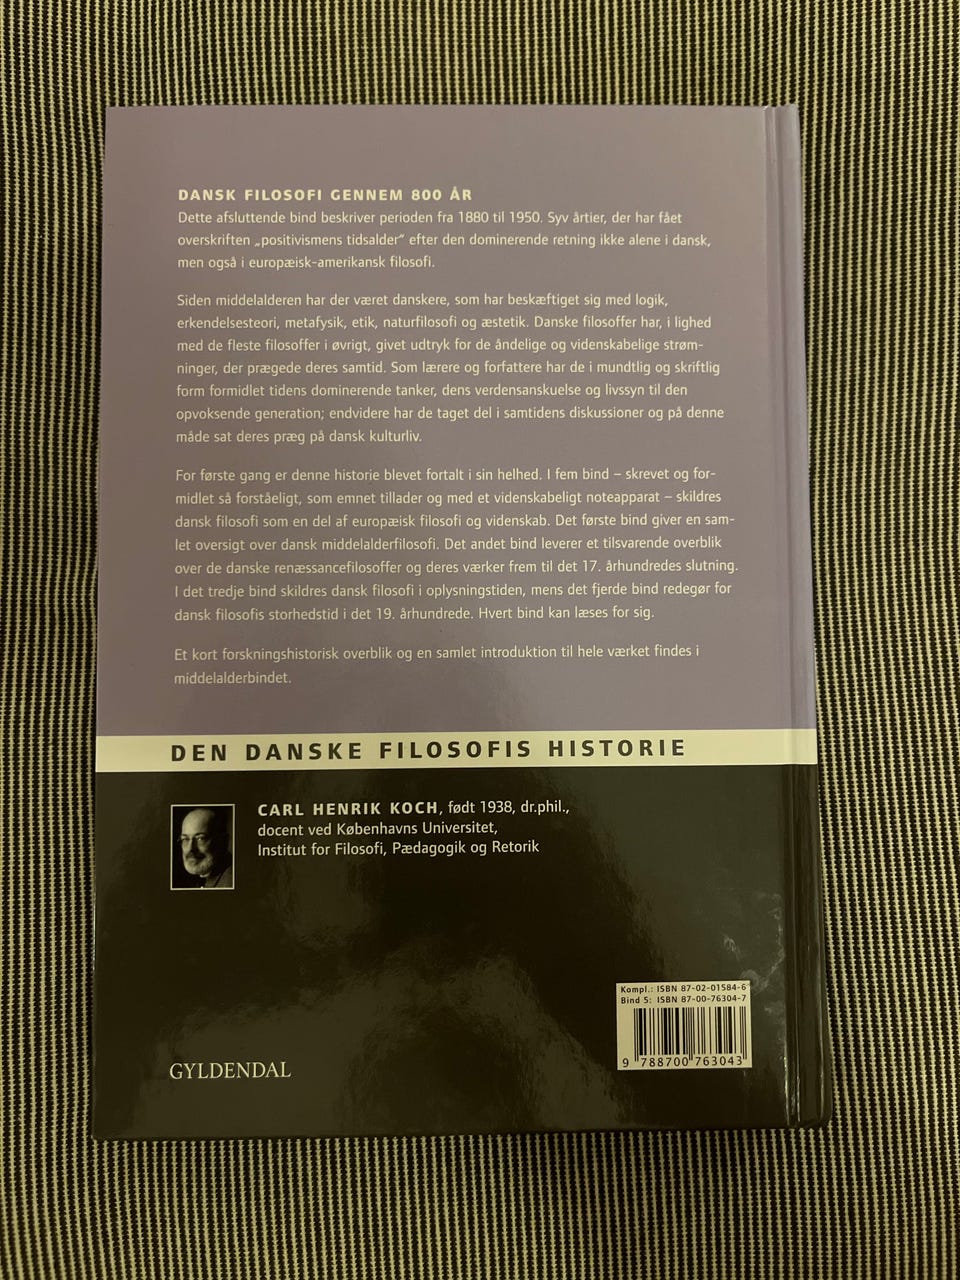 DANSK FILOSOFI GENNEM 800 ÅR
Dette afsluttende bind beskriver perioden fra 1880 til 1950. Syv årtier, der har fået
overskriften „positivismens tidsalder“ efter den dominerende retning ikke alene i dansk,
men også i europæisk-amerikansk filosofi.
Siden middelalderen har der været danskere, som har beskæftiget sig med logik,
erkendelsesteori, metafysik, etik, naturfilosofi og æstetik. Danske filosoffer har, i lighed
med de fleste filosoffer i øvrigt, givet udtryk for de åndelige og videnskabelige strøm-
ninger, der prægede deres samtid. Som lærere og forfattere har de i mundtlig og skriftlig
form formidlet tidens dominerende tanker, dens verdensanskuelse og livssyn til den
opvoksende generation; endvidere har de taget del i samtidens diskussioner og på denne
måde sat deres præg på dansk kulturliv.
For første gang er denne historie blevet fortalt i sin helhed. I fem bind – skrevet og for-
midlet så forståeligt, som emnet tillader og med et videnskabeligt noteapparat – skildres
dansk filosofi som en del af europæisk filosofi og videnskab. Det første bind giver en sam-
let oversigt over dansk middelalderfilosofi. Det andet bind leverer et tilsvarende overblik
over de danske renæssancefilosoffer og deres værker frem til det 17. århundredes slutning.
I det tredje bind skildres dansk filosofi i oplysningstiden, mens det fjerde bind redegør for
dansk filosofis storhedstid i det 19. århundrede. Hvert bind kan læses for sig.
Et kort forskningshistorisk overblik og en samlet introduktion til hele værket findes i
middelalderbindet.
DEN DANSKE FILOSOFIS HISTORIE
CARL HENRIK KOCH, født 1938, dr.phil.,
docent ved Københavns Universitet,
Institut for Filosofi, Pædagogik og Retorik
Kompl.: ISBN 87-02-01584-6
Bind 5: ISBN 87-00-76304-7
9 788700 763043
GYLDENDAL